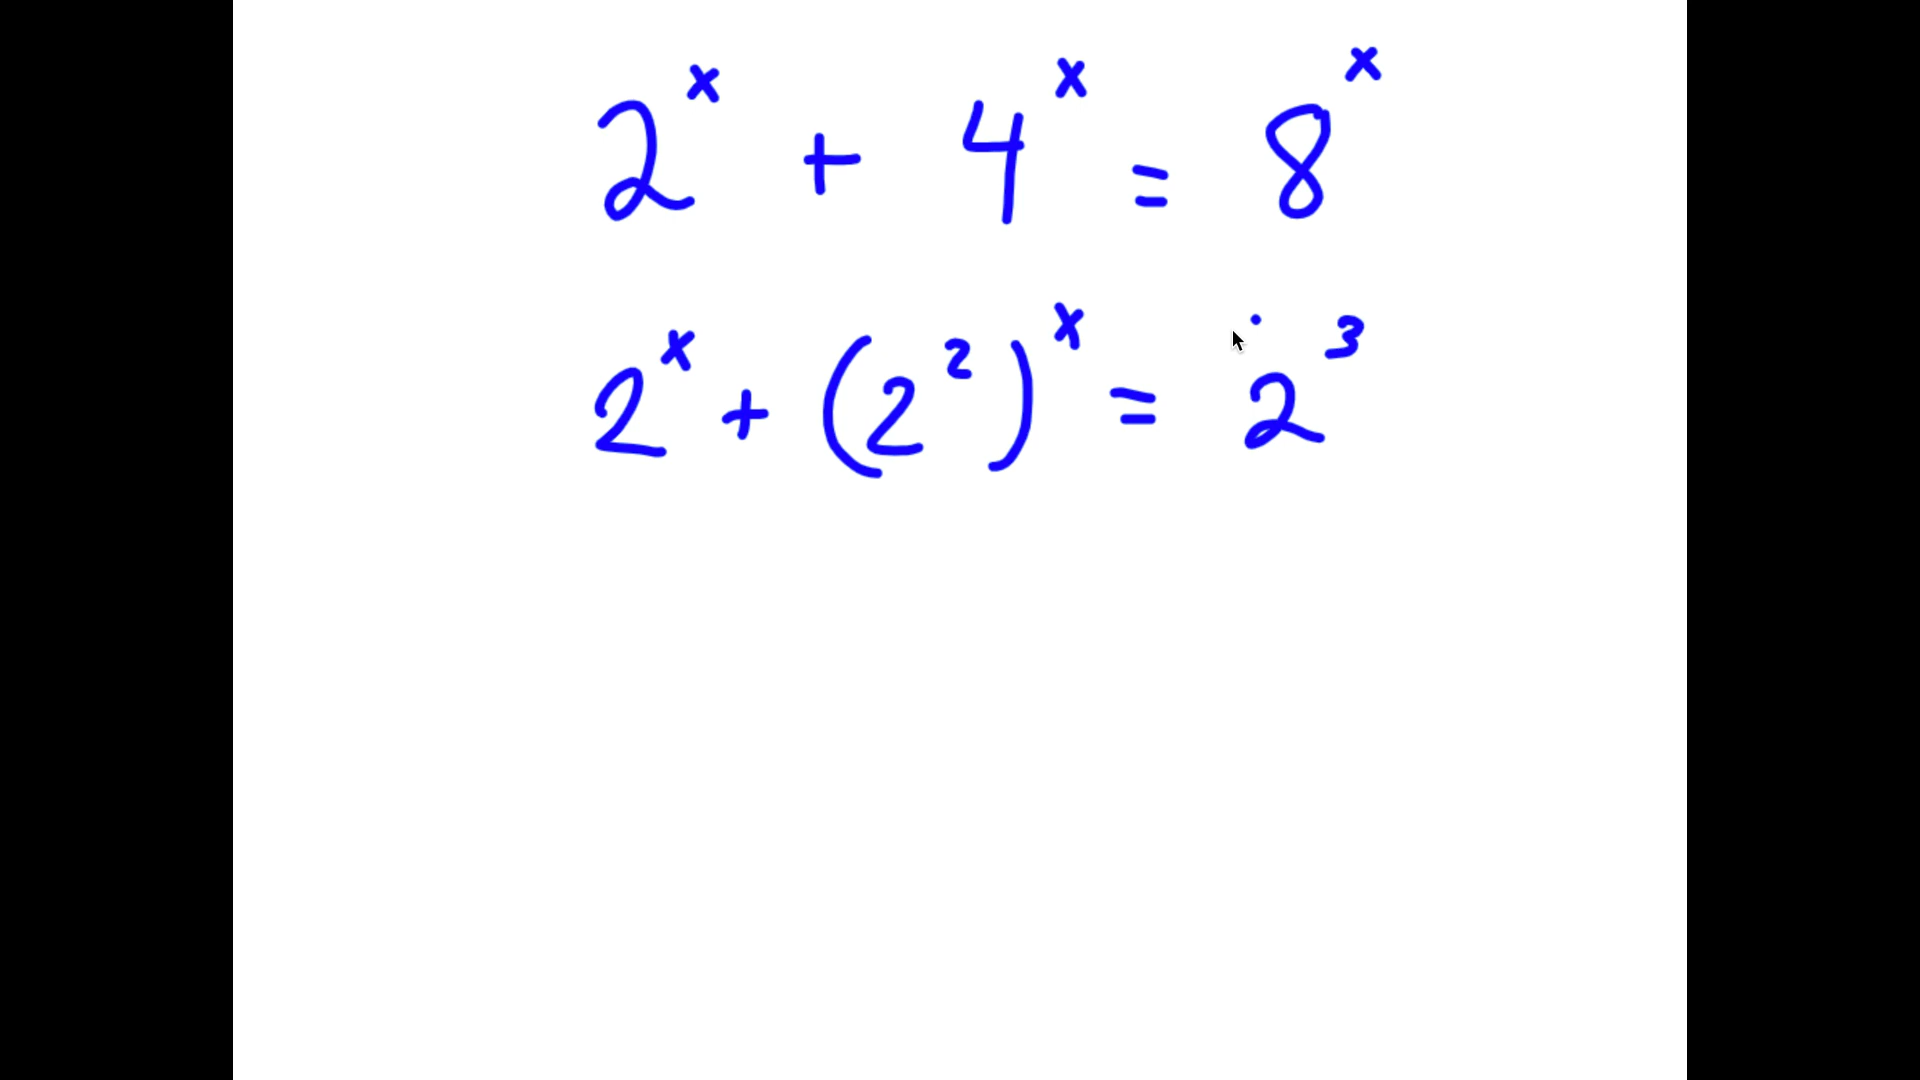 2^x + 4^x = 8^x
2^x + (2^2)^x = 2^3